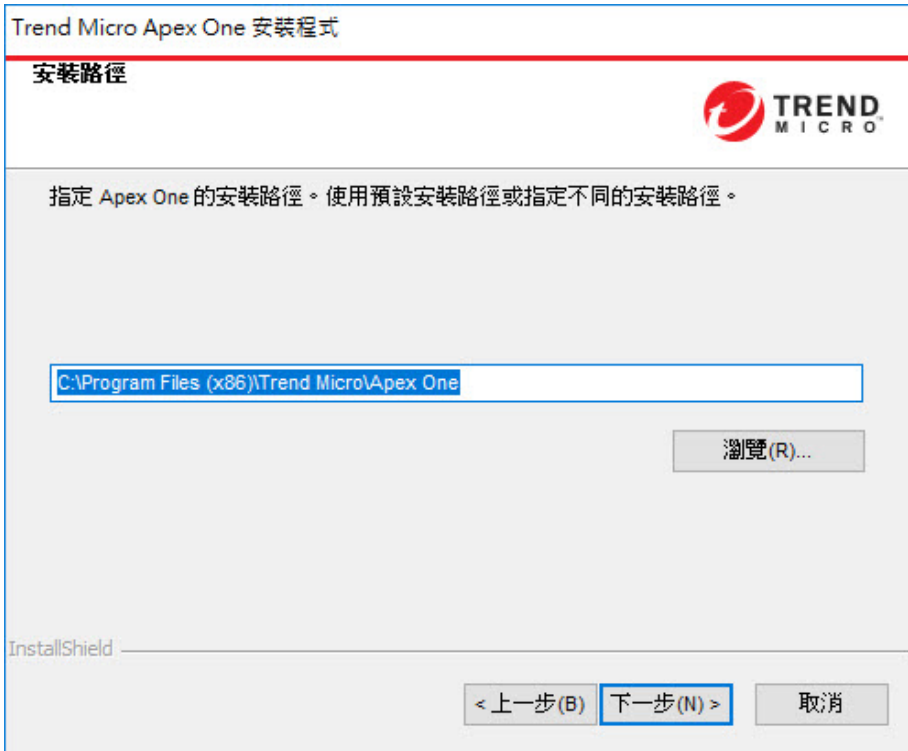 Trend Micro Apex One 安裝程式
安裝路徑
TREND
MICRO™
指定 Apex One 的安裝路徑。使用預設安裝路徑或指定不同的安裝路徑。
C:\Program Files (x86)\Trend Micro\Apex One
瀏覽(R)...
InstallShield
< 上一步(B) 下一步(N) > 取消